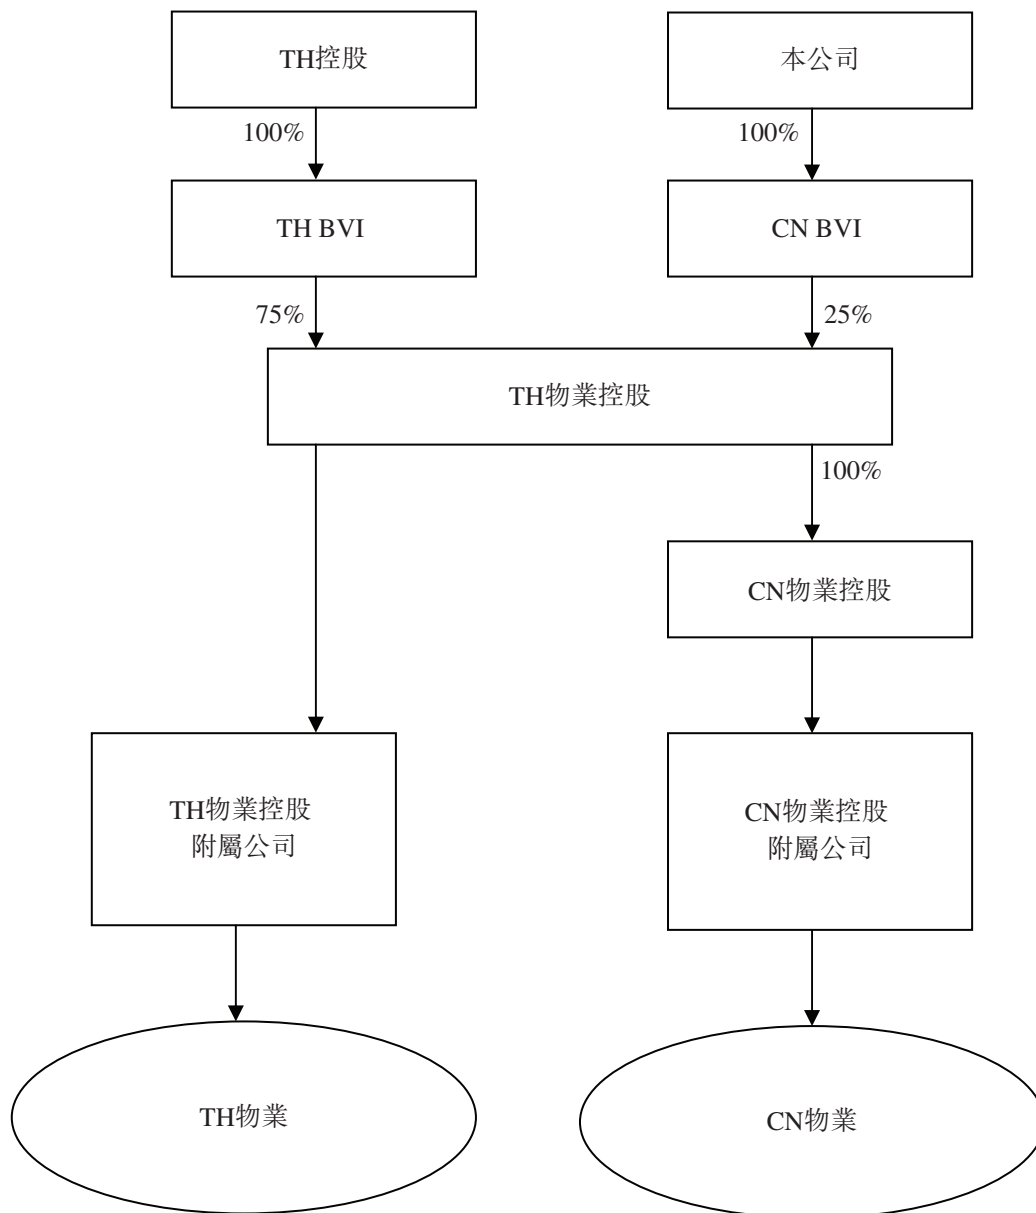 TH控股
本公司
100%
100%
TH BVI
CN BVI
75%
25%
TH物業控股
100%
CN物業控股
TH物業控股
附屬公司
CN物業控股
附屬公司
TH物業
CN物業